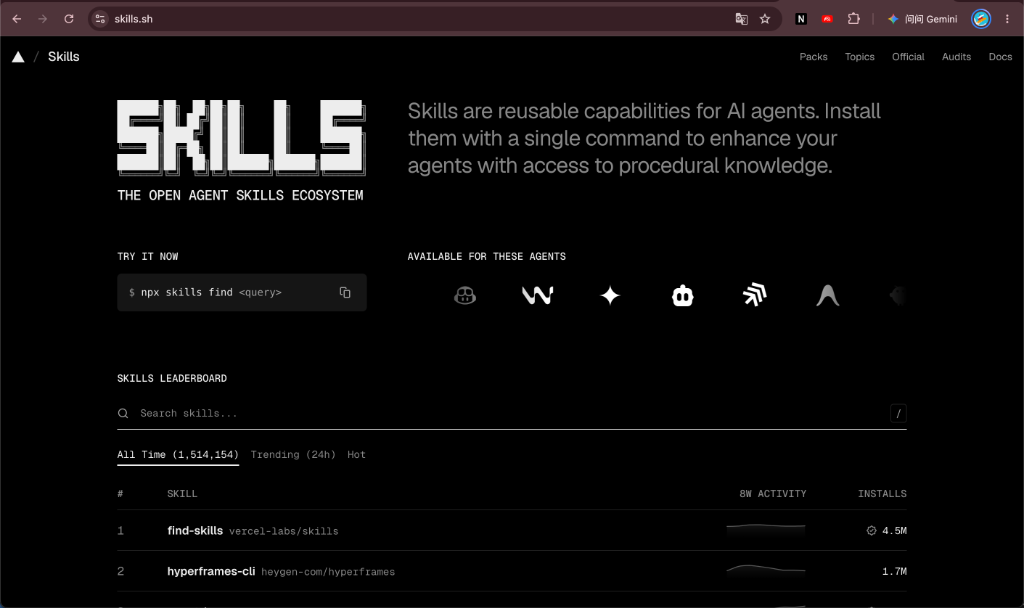 skills.sh
问问 Gemini
Skills
Packs
Topics
Official
Audits
Docs
SKILLS
THE OPEN AGENT SKILLS ECOSYSTEM
Skills are reusable capabilities for AI agents. Install
them with a single command to enhance your
agents with access to procedural knowledge.
TRY IT NOW
$ npx skills find <query>
AVAILABLE FOR THESE AGENTS
SKILLS LEADERBOARD
Search skills...
/
All Time (1,514,154)
Trending (24h)
Hot
# SKILL 8W ACTIVITY INSTALLS
1 find-skills vercel-labs/skills 4.5M
2 hyperframes-cli heygen-com/hyperframes 1.7M